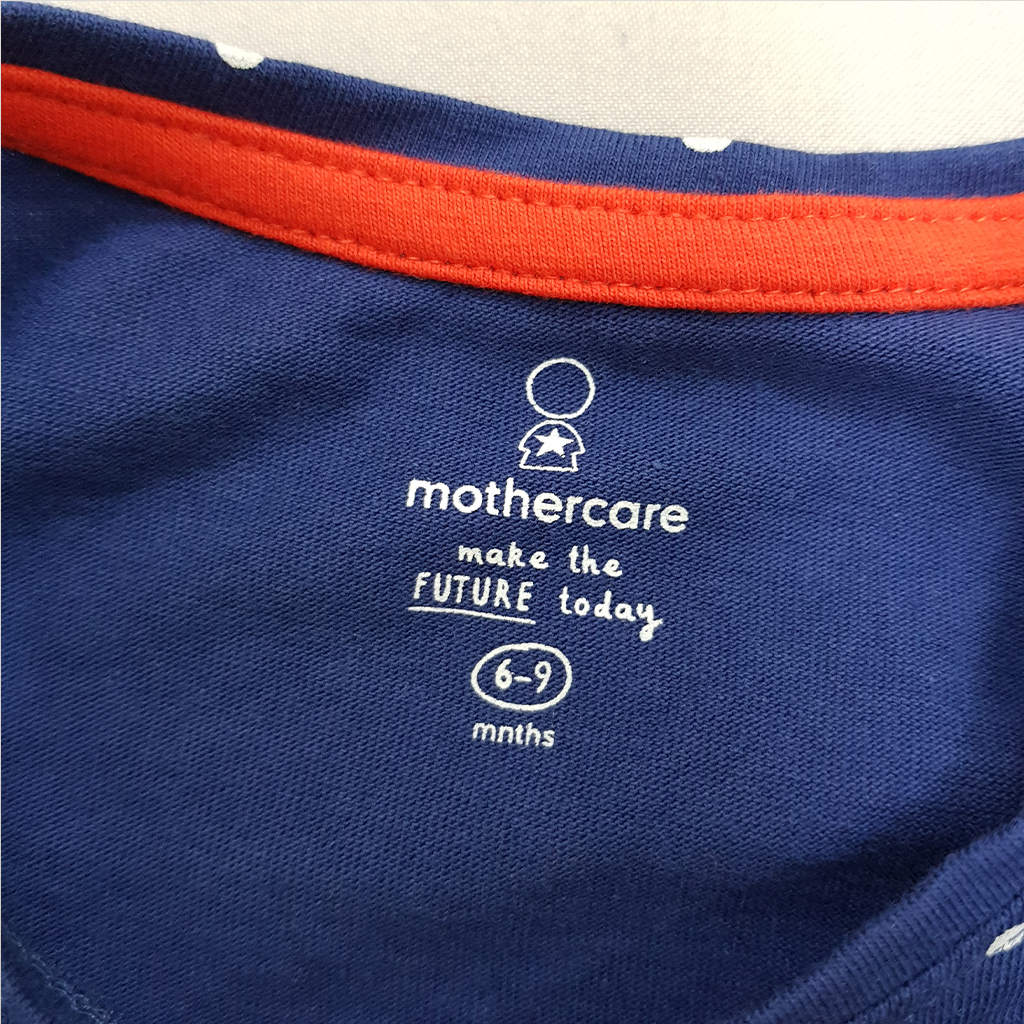 mothercare
make the
FUTURE today
6-9
mnths